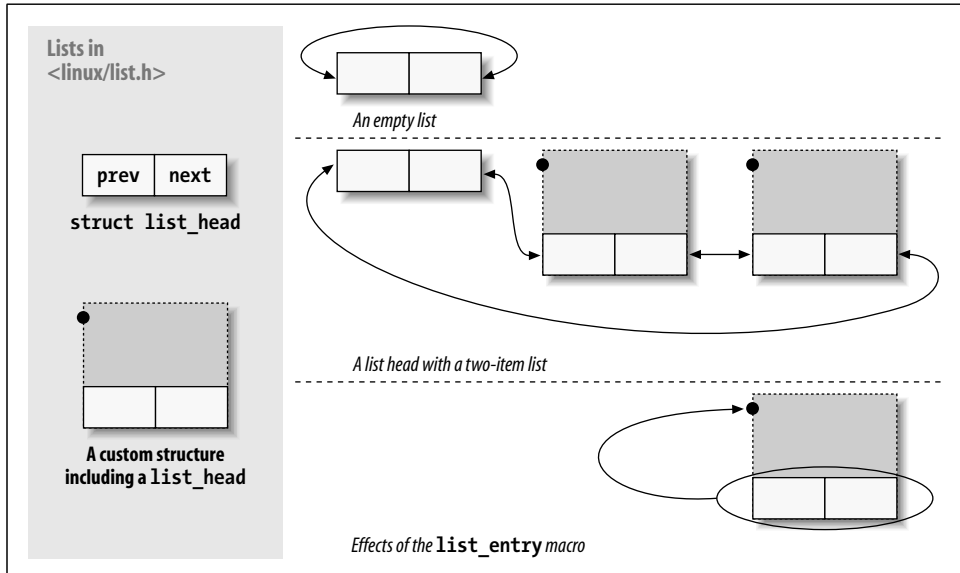 Lists in
<linux/list.h>
prev next
struct list_head
A custom structure
including a list_head
An empty list
A list head with a two-item list
Effects of the list_entry macro